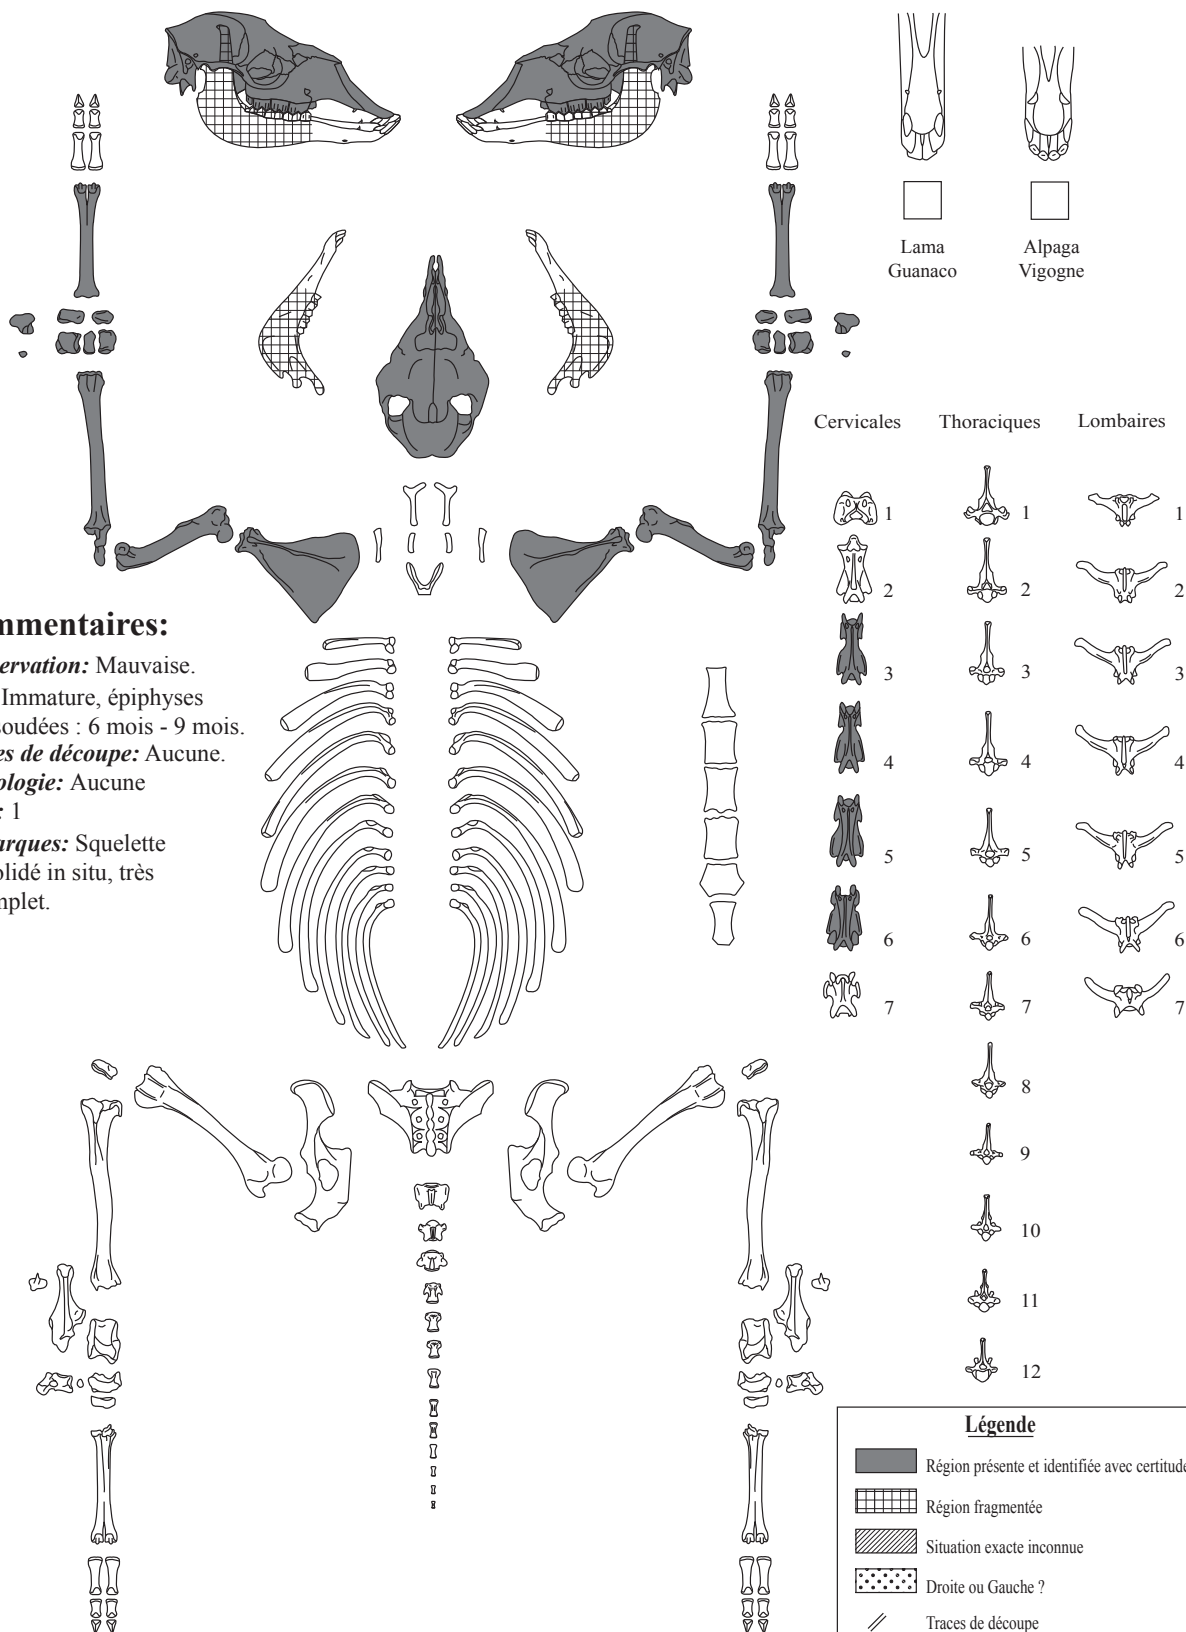 Lama
Guanaco
Alpaga
Vigogne
Cervicales
Thoraciques
Lombaires
1
2
3
4
5
6
7
1
2
3
4
5
6
7
8
9
10
11
12
1
2
3
4
5
6
7
mmentaires:
ervation: Mauvaise.
Immature, épiphyses
soudées : 6 mois - 9 mois.
es de découpe: Aucune.
ologie: Aucune
: 1
arques: Squelette
olidé in situ, très
mplet.
Légende
Région présente et identifiée avec certitude
Région fragmentée
Situation exacte inconnue
Droite ou Gauche ?
Traces de découpe